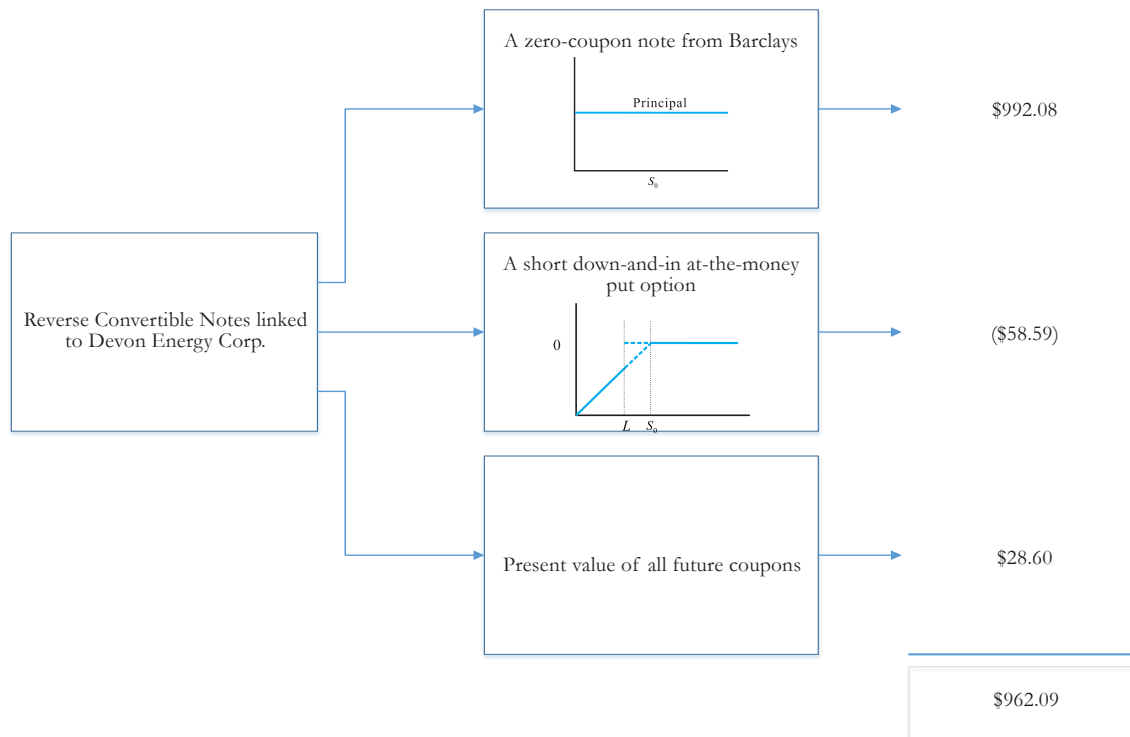 A zero-coupon note from Barclays
Principal
S₀
$992.08
Reverse Convertible Notes linked
to Devon Energy Corp.
A short down-and-in at-the-money
put option
0
L S₀
($58.59)
Present value of all future coupons
$28.60
$962.09